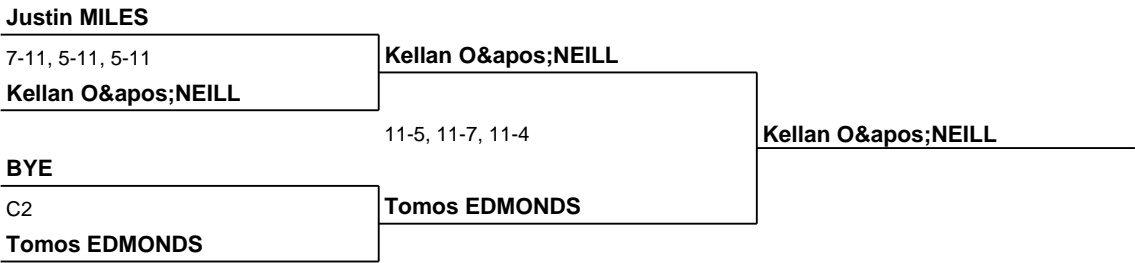 Justin MILES
7-11, 5-11, 5-11
Kellan O&apos;NEILL
Kellan O&apos;NEILL
11-5, 11-7, 11-4
Kellan O&apos;NEILL
BYE
C2
Tomos EDMONDS
Tomos EDMONDS